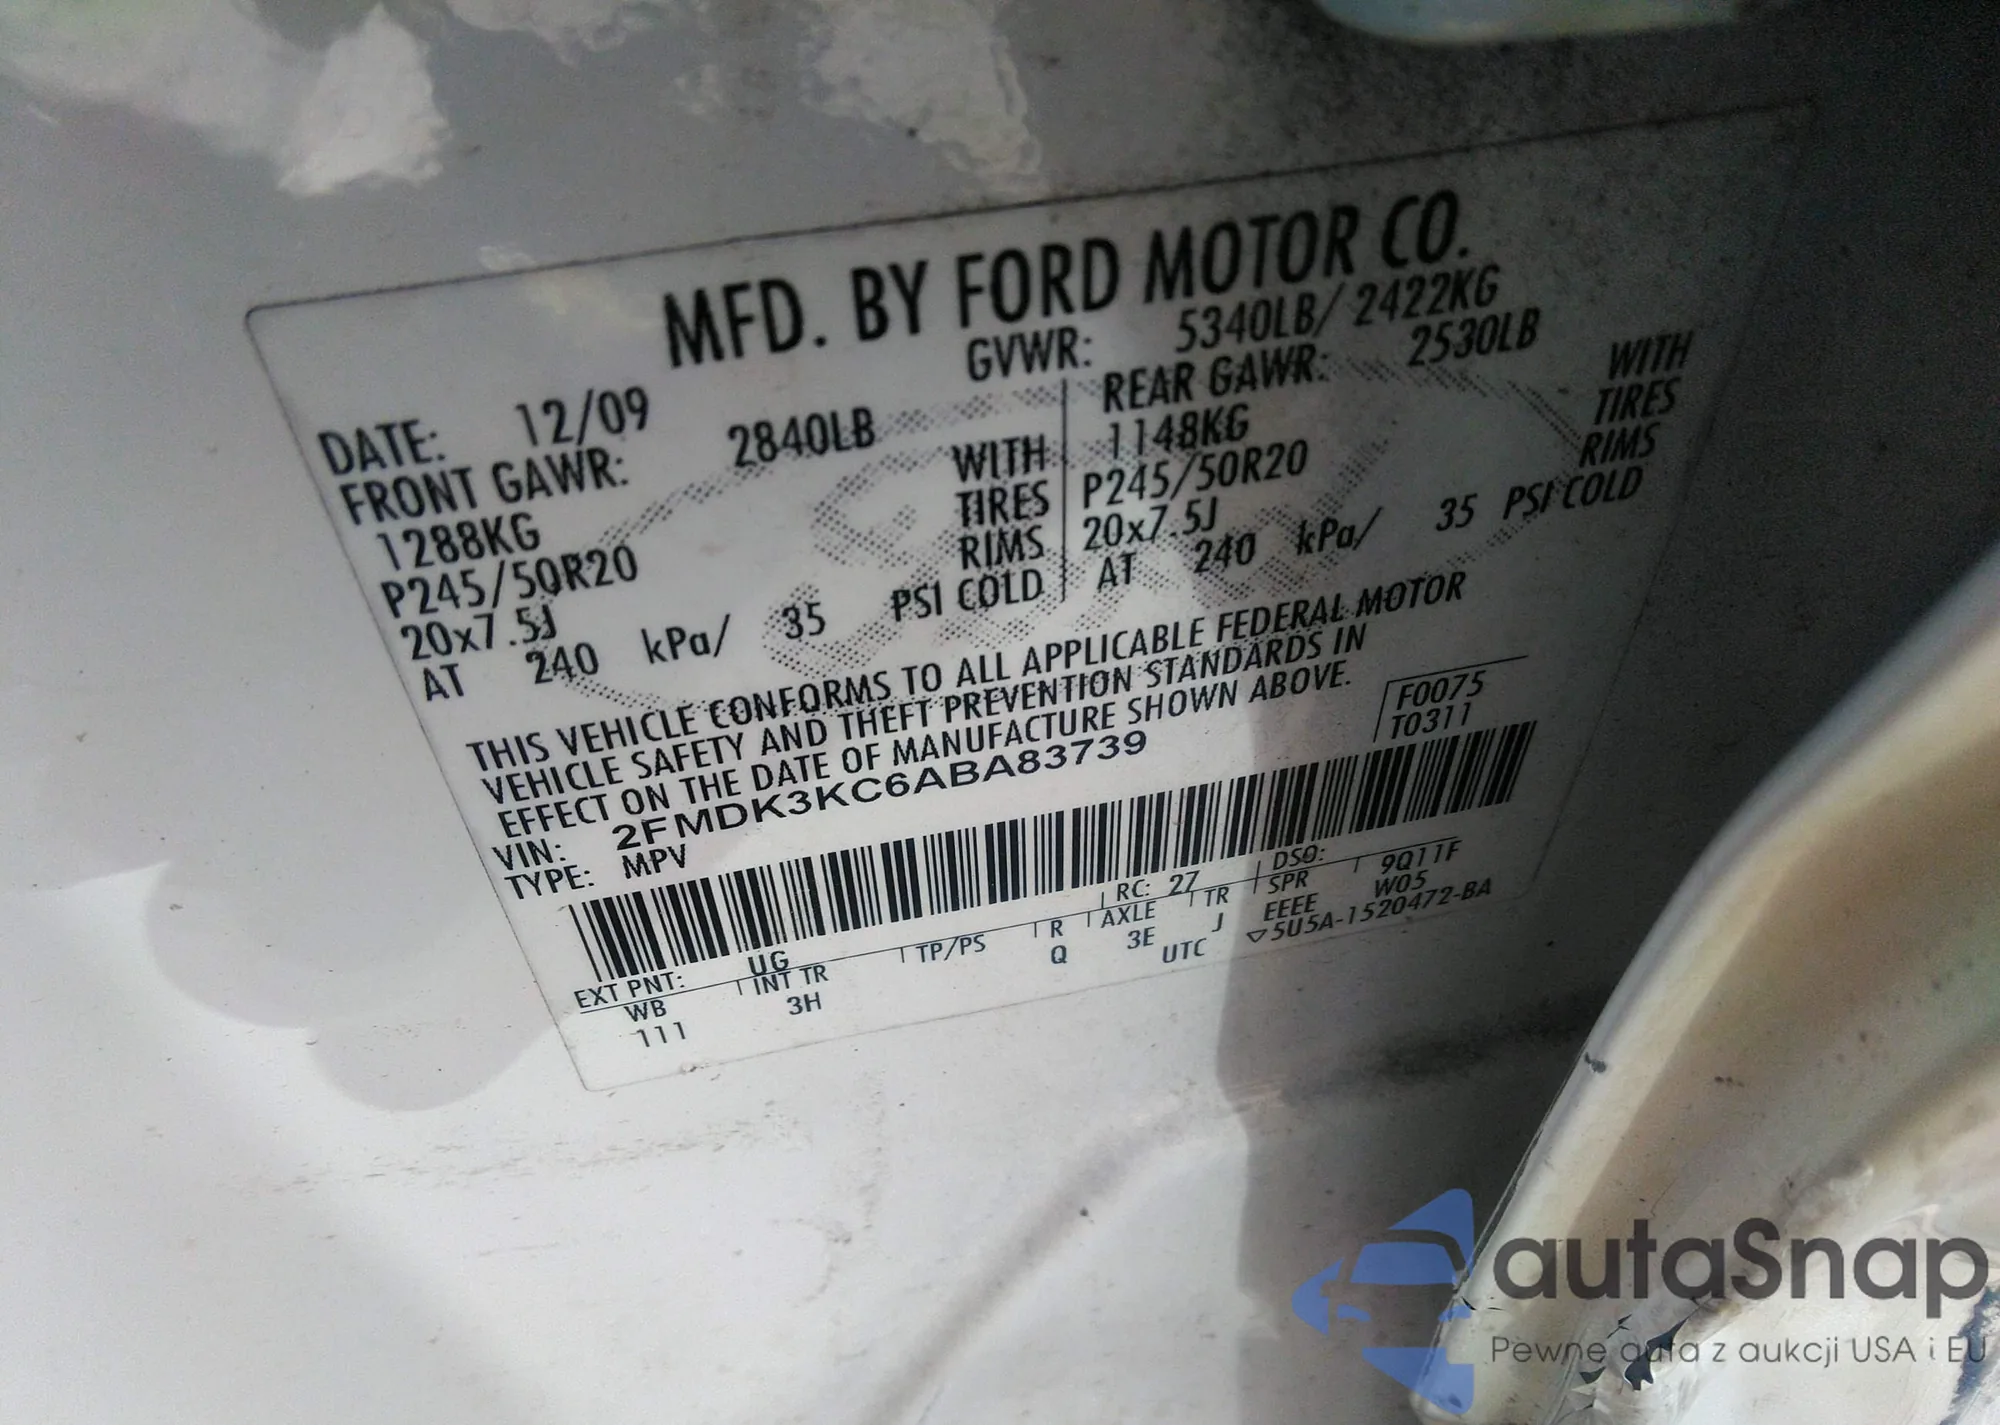 MFD. BY FORD MOTOR CO.
DATE: 12/09 GVWR: 5340LB/ 2422KG
FRONT GAWR: 2840LB
1288KG WITH
P245/50R20 TIRES
20x7.5J RIMS
AT 240 kPa/ 35 PSI COLD
REAR GAWR: 2530LB
1148KG WITH
P245/50R20 TIRES
20x7.5J RIMS
AT 240 kPa/ 35 PSI COLD
THIS VEHICLE CONFORMS TO ALL APPLICABLE FEDERAL MOTOR
VEHICLE SAFETY AND THEFT PREVENTION STANDARDS IN
EFFECT ON THE DATE OF MANUFACTURE SHOWN ABOVE.
VIN: 2FMDK3KC6ABA83739
TYPE: MPV
F0075
T0311
EXT PNT: UG RC: 27 DSO: 9Q11F
WB INT TR TP/PS R AXLE TR SPR W05
111 3H Q 3E J EEEE
UTC ▽5U5A-1520472-BA
autaSnap
Pewne auta z aukcji USA i EU